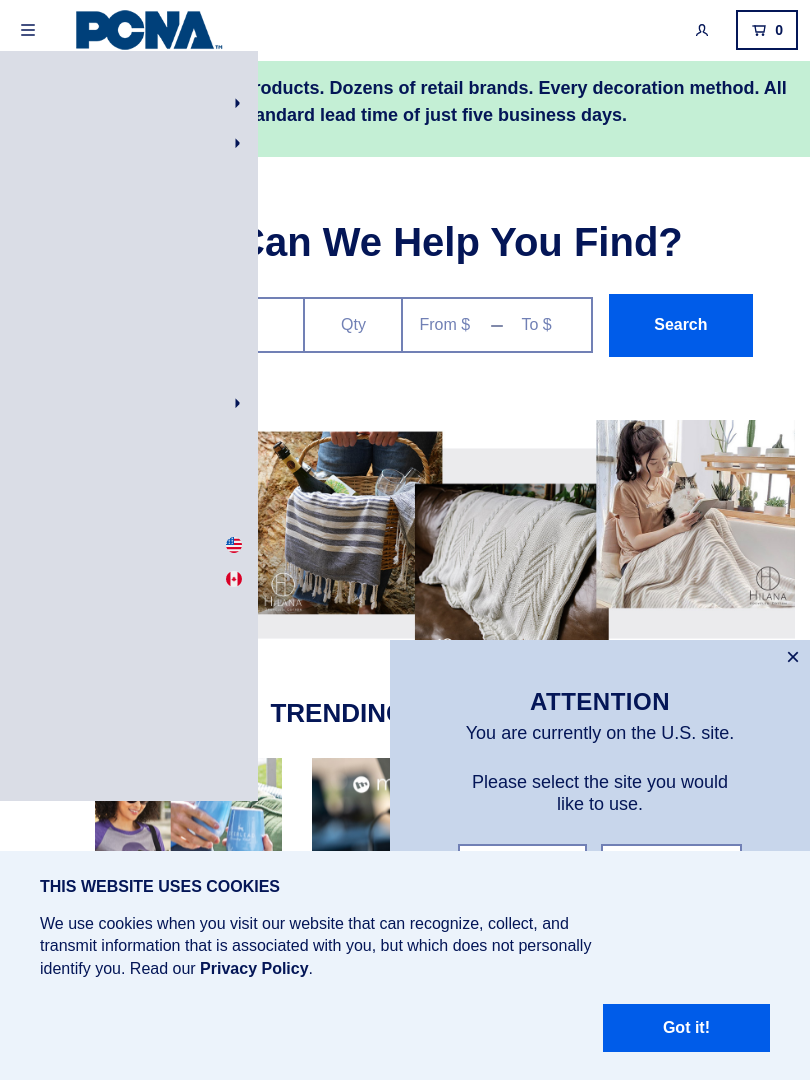 PCNA™
0
roducts. Dozens of retail brands. Every decoration method. All
andard lead time of just five business days.
Can We Help You Find?
Qty
From $
To $
Search
HILANA
HILANA
TRENDING
ATTENTION
You are currently on the U.S. site.
Please select the site you would
like to use.
THIS WEBSITE USES COOKIES
We use cookies when you visit our website that can recognize, collect, and
transmit information that is associated with you, but which does not personally
identify you. Read our Privacy Policy.
Got it!